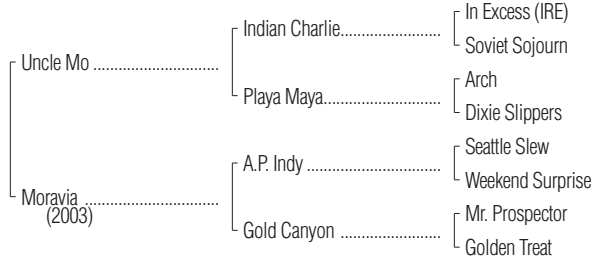 In Excess (IRE)
Indian Charlie
Soviet Sojourn
Uncle Mo
Arch
Playa Maya
Dixie Slippers
Seattle Slew
A.P. Indy
Weekend Surprise
Moravia
(2003)
Mr. Prospector
Gold Canyon
Golden Treat